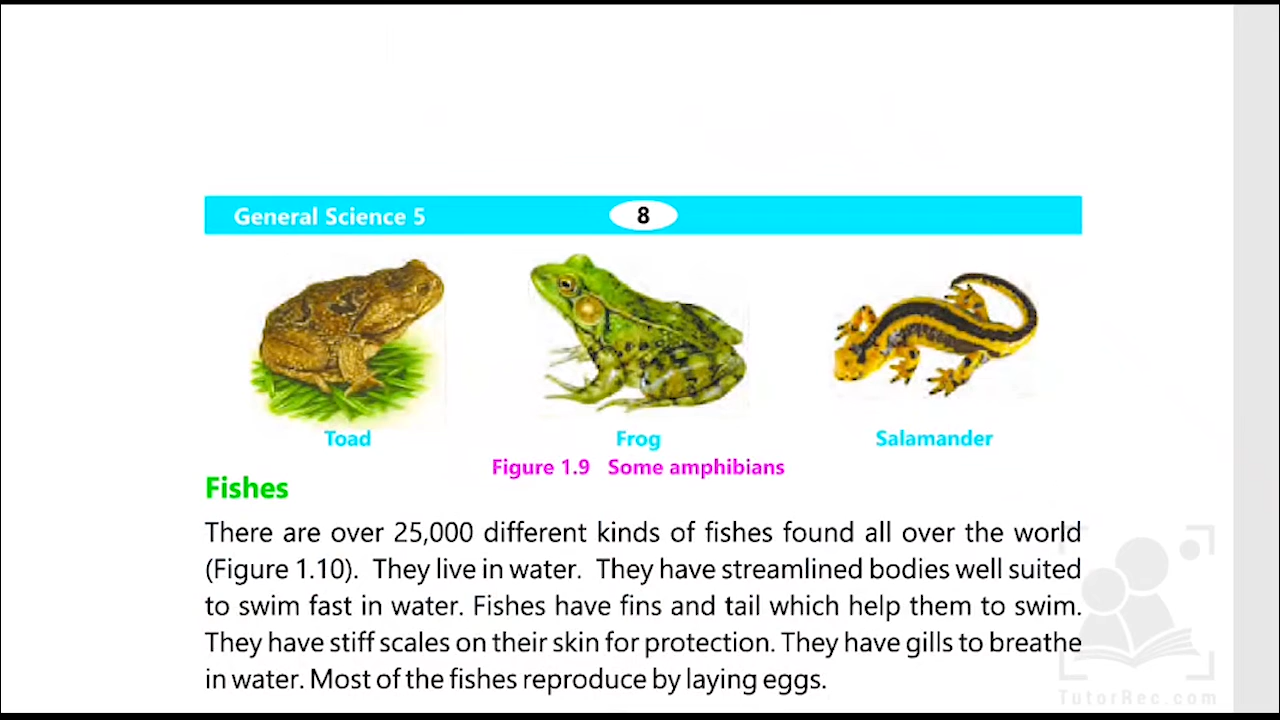 General Science 5
8
Toad
Frog
Salamander
Figure 1.9 Some amphibians
Fishes
There are over 25,000 different kinds of fishes found all over the world
(Figure 1.10). They live in water. They have streamlined bodies well suited
to swim fast in water. Fishes have fins and tail which help them to swim.
They have stiff scales on their skin for protection. They have gills to breathe
in water. Most of the fishes reproduce by laying eggs.
TutorRec.com